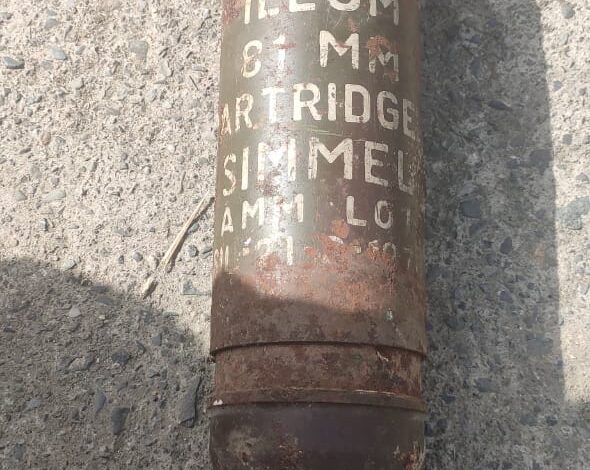 ILLUM
81 MM
ARTRIDGE
SIMMEL
AMM LOT